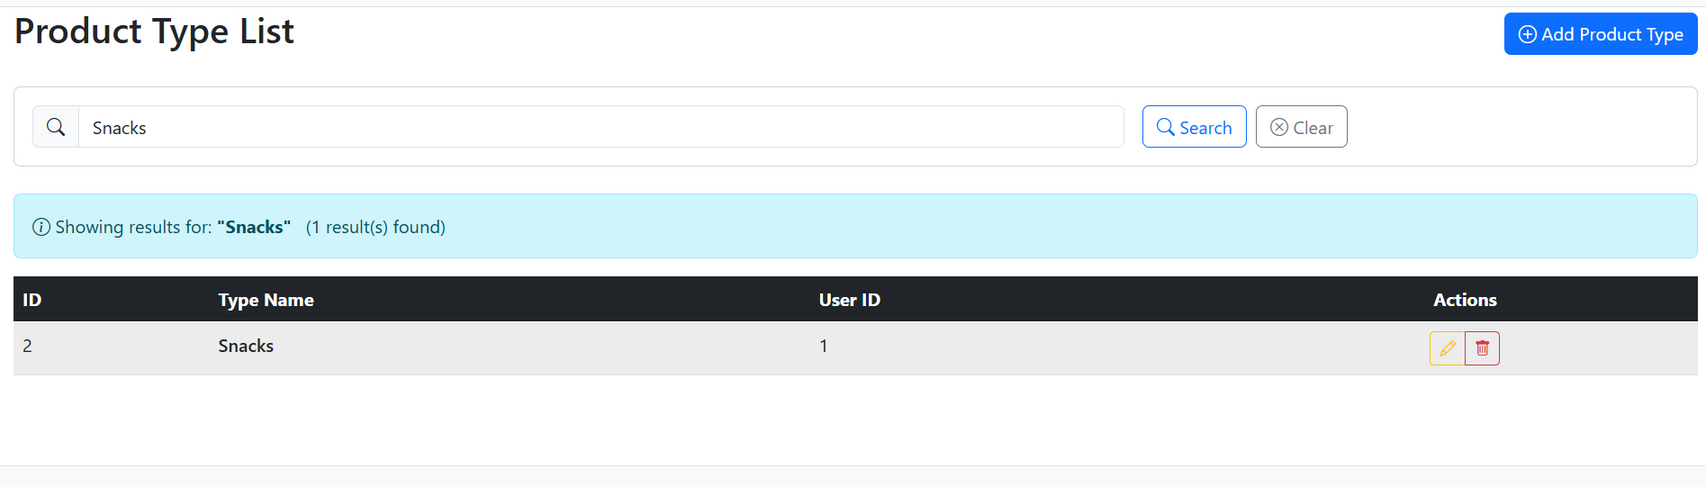 Product Type List
Add Product Type
Snacks
Search
Clear
Showing results for: "Snacks" (1 result(s) found)
ID Type Name User ID Actions
2 Snacks 1